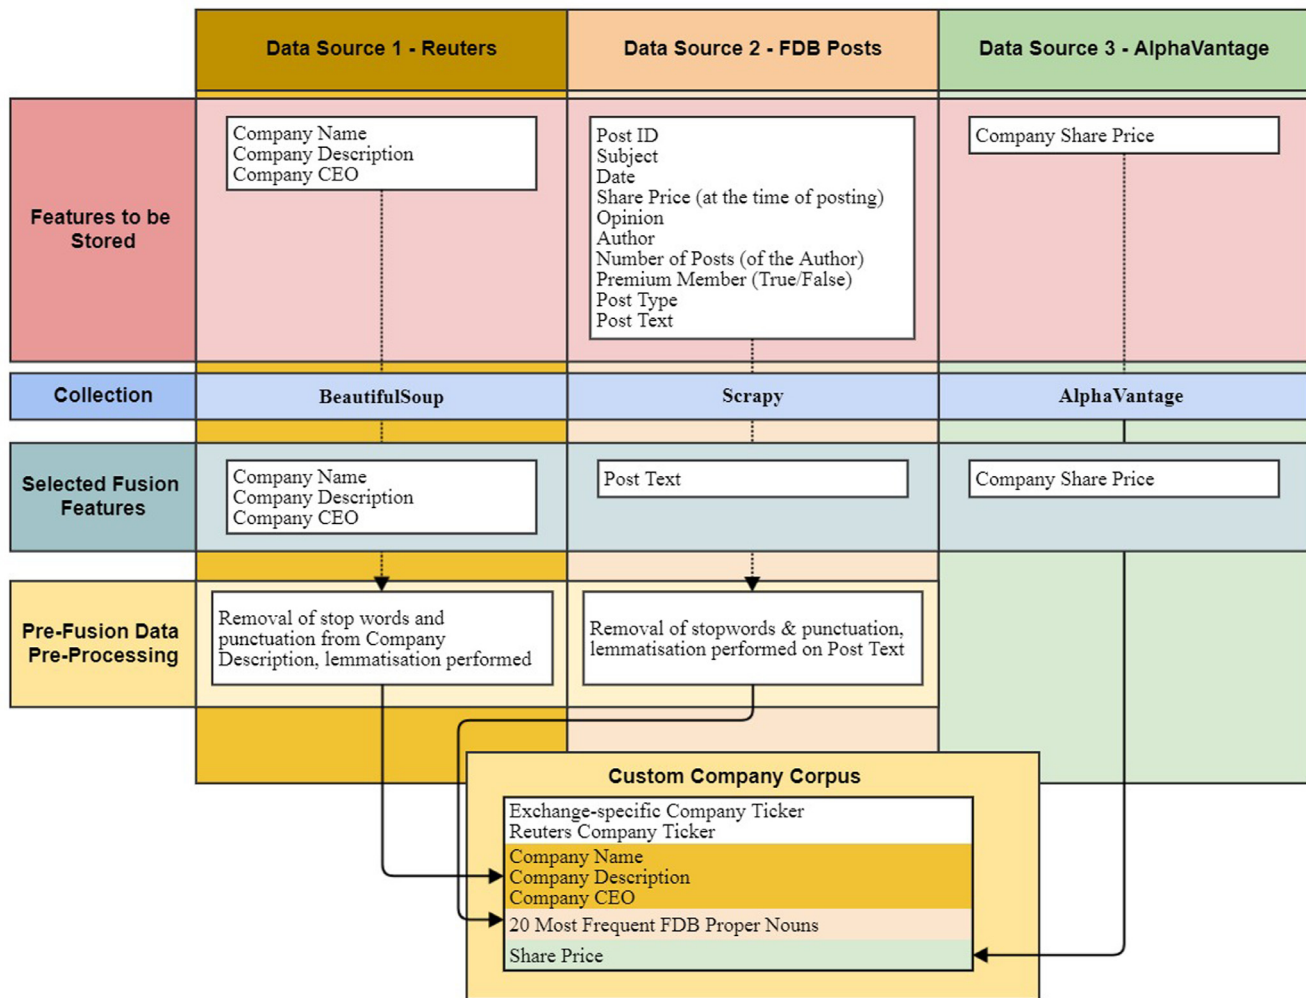 Data Source 1 - Reuters
Data Source 2 - FDB Posts
Data Source 3 - AlphaVantage
Features to be
Stored
Company Name
Company Description
Company CEO
Post ID
Subject
Date
Share Price (at the time of posting)
Opinion
Author
Number of Posts (of the Author)
Premium Member (True/False)
Post Type
Post Text
Company Share Price
Collection
BeautifulSoup
Scrapy
AlphaVantage
Selected Fusion
Features
Company Name
Company Description
Company CEO
Post Text
Company Share Price
Pre-Fusion Data
Pre-Processing
Removal of stop words and
punctuation from Company
Description, lemmatisation performed
Removal of stopwords & punctuation,
lemmatisation performed on Post Text
Custom Company Corpus
Exchange-specific Company Ticker
Reuters Company Ticker
Company Name
Company Description
Company CEO
20 Most Frequent FDB Proper Nouns
Share Price